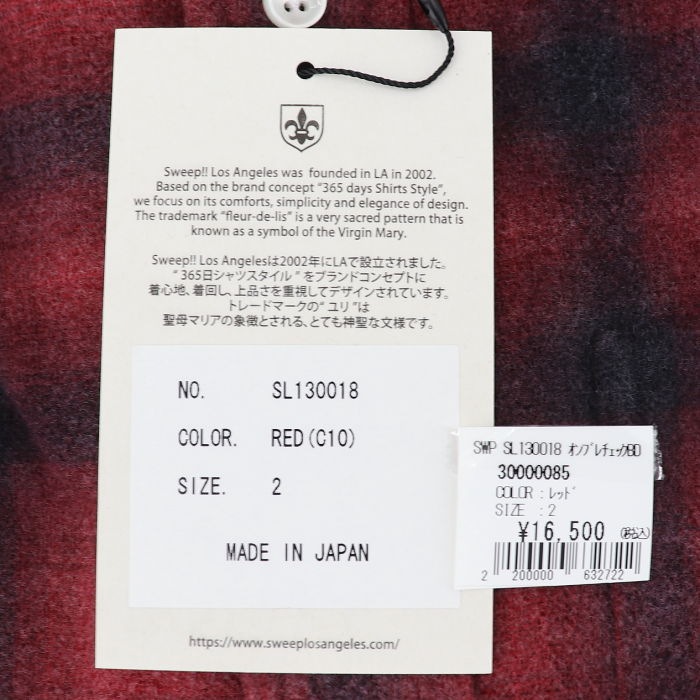 Sweep!! Los Angeles was founded in LA in 2002.
Based on the brand concept "365 days Shirts Style",
we focus on its comforts, simplicity and elegance of design.
The trademark "fleur-de-lis" is a very sacred pattern that is
known as a symbol of the Virgin Mary.
Sweep!! Los Angelesは2002年にLAで設立されました。
"365日シャツスタイル"をブランドコンセプトに
着心地、着回し、上品さを重視してデザインされています。
トレードマークの"ユリ"は
聖母マリアの象徴とされる、とても神聖な文様です。
NO. SL130018
COLOR. RED(C10)
SIZE. 2
MADE IN JAPAN
https://www.sweeplosangeles.com/
SWP SL130018 オンブレチェックBD
30000085
COLOR:レッド
SIZE :2
¥16,500 (税込)
2 200000 632722